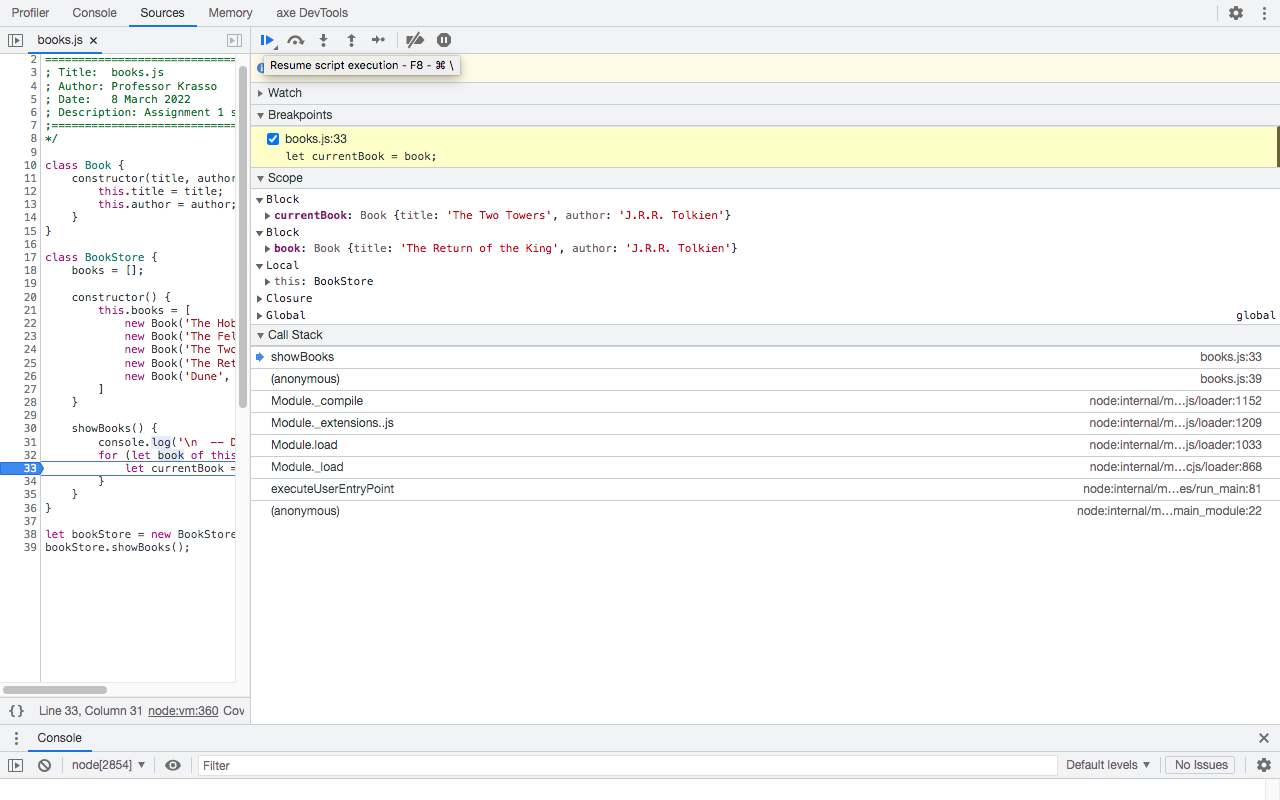 Profiler Console Sources Memory axe DevTools
books.js
Resume script execution - F8 - ⌘ \
2 =============================
3 ; Title:  books.js
4 ; Author: Professor Krasso
5 ; Date:   8 March 2022
6 ; Description: Assignment 1 s
7 ;============================
8 */
9
10 class Book {
11     constructor(title, author
12         this.title = title;
13         this.author = author;
14     }
15 }
16
17 class BookStore {
18     books = [];
19
20     constructor() {
21         this.books = [
22             new Book('The Hob
23             new Book('The Fel
24             new Book('The Two
25             new Book('The Ret
26             new Book('Dune',
27         ]
28     }
29
30     showBooks() {
31         console.log('\n  -- D
32         for (let book of this
33             let currentBook =
34         }
35     }
36 }
37
38 let bookStore = new BookStore
39 bookStore.showBooks();
{} Line 33, Column 31 node:vm:360 Cov
Watch
Breakpoints
books.js:33
let currentBook = book;
Scope
Block
currentBook: Book {title: 'The Two Towers', author: 'J.R.R. Tolkien'}
Block
book: Book {title: 'The Return of the King', author: 'J.R.R. Tolkien'}
Local
this: BookStore
Closure
Global global
Call Stack
showBooks books.js:33
(anonymous) books.js:39
Module._compile node:internal/m…js/loader:1152
Module._extensions..js node:internal/m…js/loader:1209
Module.load node:internal/m…js/loader:1033
Module._load node:internal/m…cjs/loader:868
executeUserEntryPoint node:internal/m…es/run_main:81
(anonymous) node:internal/m…main_module:22
Console
node[2854] Filter Default levels No Issues